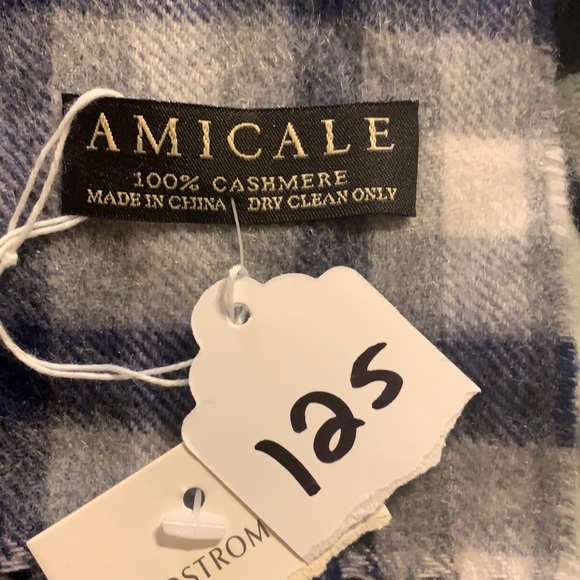 AMICALE
100% CASHMERE
MADE IN CHINA DRY CLEAN ONLY
125